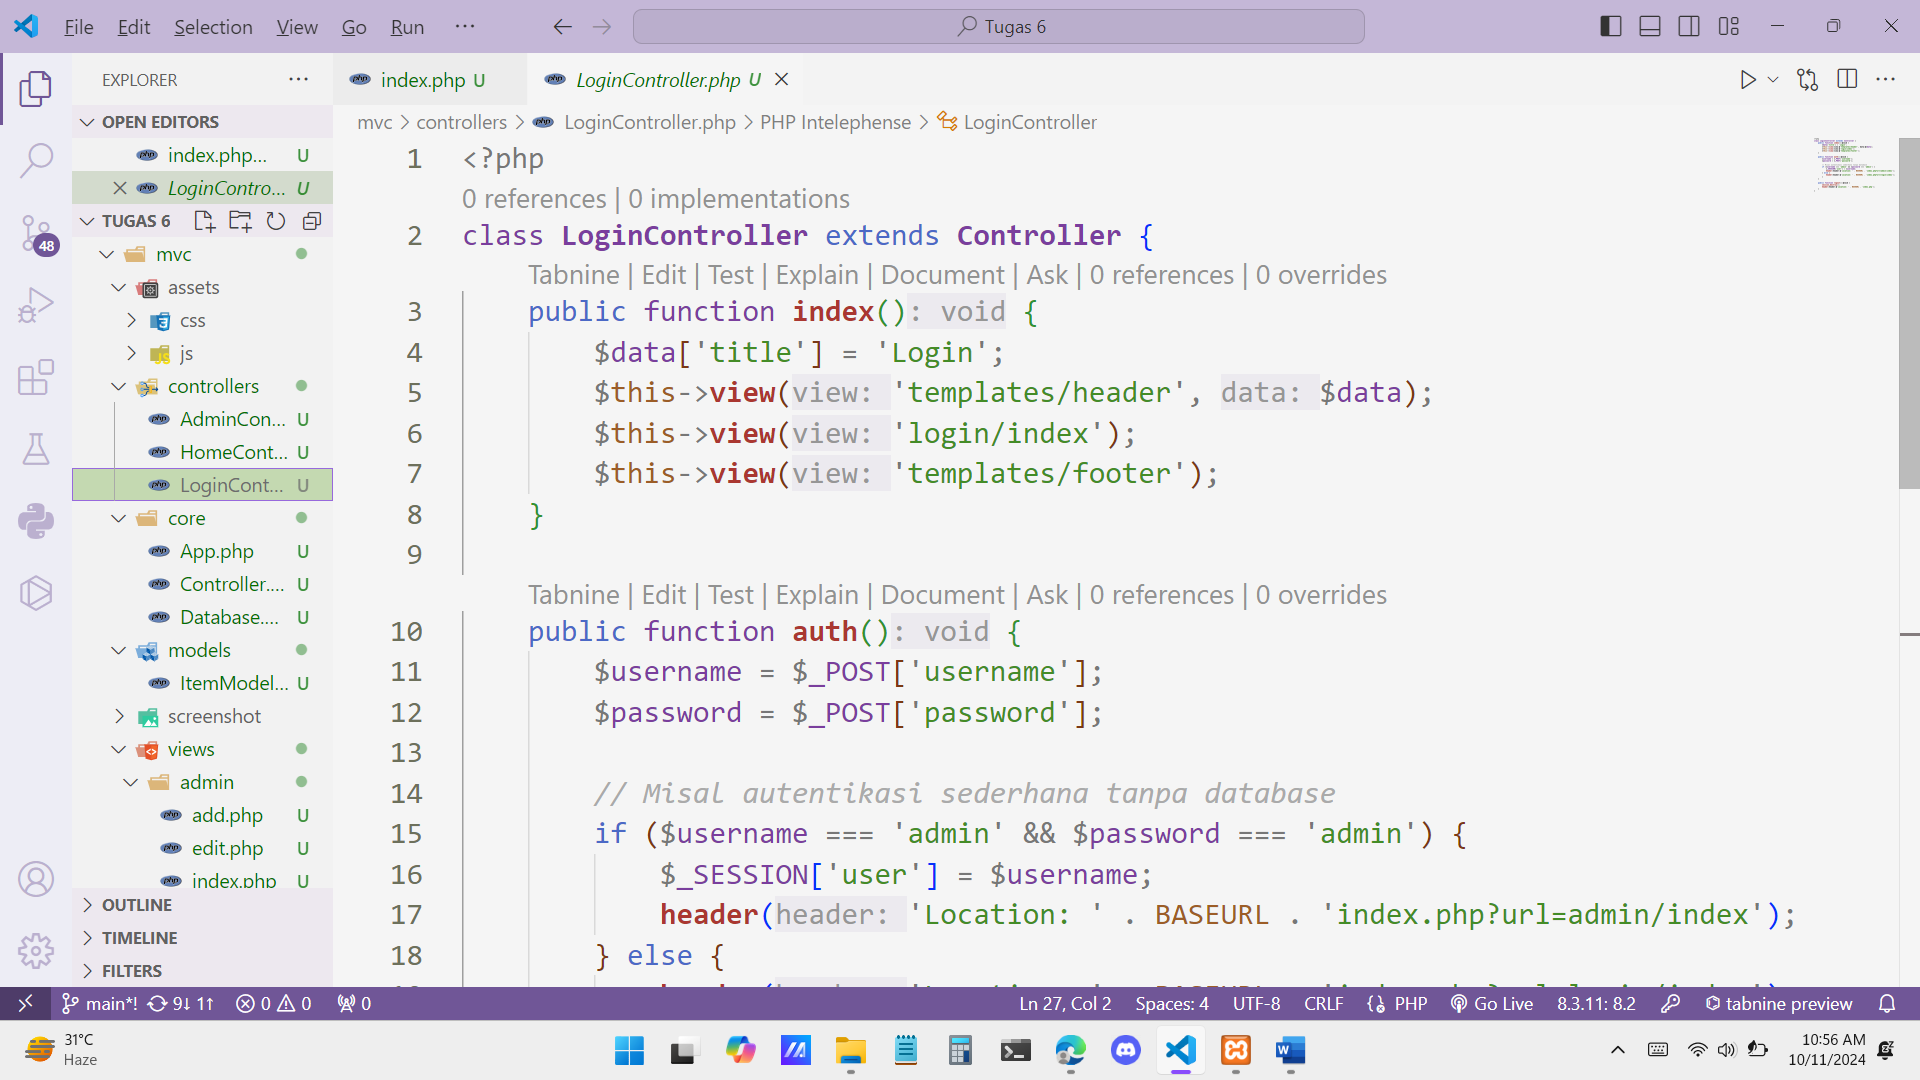 File Edit Selection View Go Run ··· Tugas 6
EXPLORER ···
index.php U LoginController.php U
OPEN EDITORS
index.php... U
LoginContro... U
TUGAS 6
mvc
assets
css
js
controllers
AdminCon... U
HomeCont... U
LoginCont... U
core
App.php U
Controller.... U
Database.... U
models
ItemModel... U
screenshot
views
admin
add.php U
edit.php U
index.php U
OUTLINE
TIMELINE
FILTERS
48
mvc > controllers > LoginController.php > PHP Intelephense > LoginController
1 <?php
0 references | 0 implementations
2 class LoginController extends Controller {
Tabnine | Edit | Test | Explain | Document | Ask | 0 references | 0 overrides
3 public function index(): void {
4 $data['title'] = 'Login';
5 $this->view(view: 'templates/header', data: $data);
6 $this->view(view: 'login/index');
7 $this->view(view: 'templates/footer');
8 }
9
Tabnine | Edit | Test | Explain | Document | Ask | 0 references | 0 overrides
10 public function auth(): void {
11 $username = $_POST['username'];
12 $password = $_POST['password'];
13
14 // Misal autentikasi sederhana tanpa database
15 if ($username === 'admin' && $password === 'admin') {
16 $_SESSION['user'] = $username;
17 header(header: 'Location: ' . BASEURL . 'index.php?url=admin/index');
18 } else {
main*! 9↓ 1↑ 0 0 0 Ln 27, Col 2 Spaces: 4 UTF-8 CRLF PHP Go Live 8.3.11: 8.2 tabnine preview
31°C
Haze
10:56 AM
10/11/2024